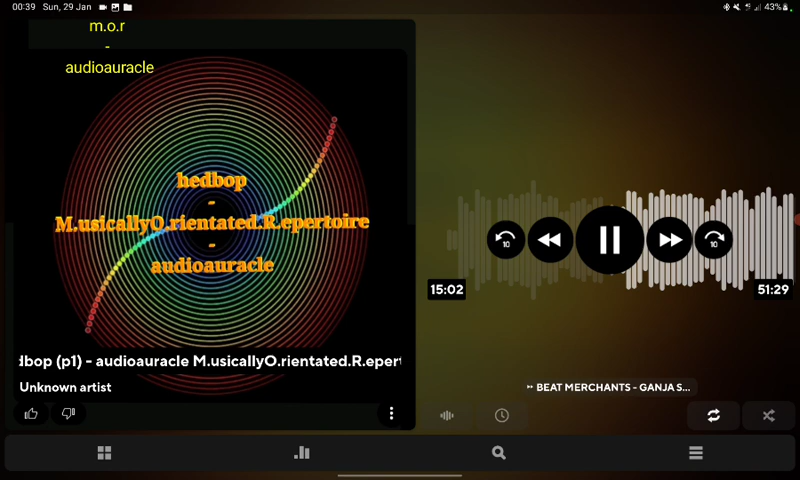 00:39 Sun, 29 Jan
43%
m.o.r
-
audioauracle
hedbop
-
M.usicallyO.rientated.R.epertoire
-
audioauracle
dbop (p1) - audioauracle M.usicallyO.rientated.R.epert
Unknown artist
10
10
15:02
51:29
BEAT MERCHANTS - GANJA S...